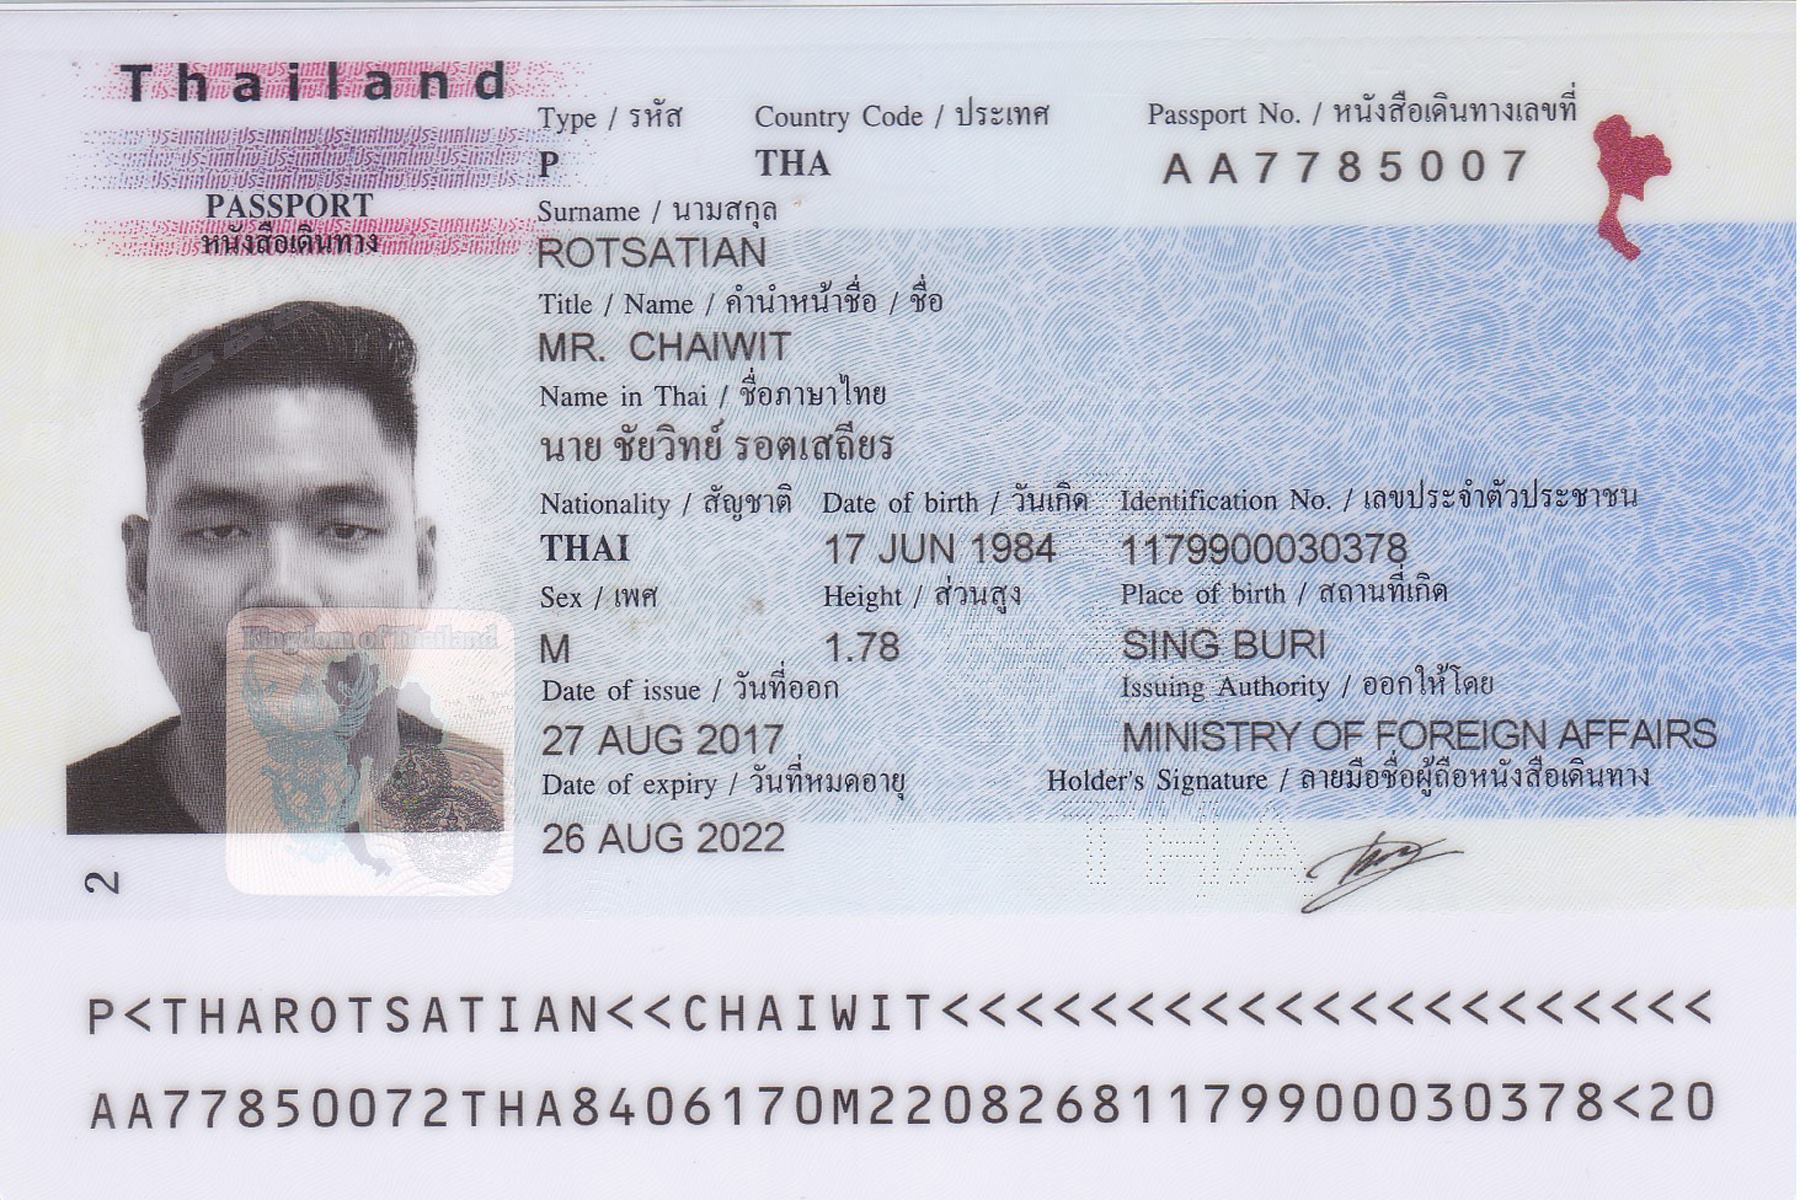 Thailand
PASSPORT
หนังสือเดินทาง
Type / รหัส Country Code / ประเทศ Passport No. / หนังสือเดินทางเลขที่
P THA AA7785007
Surname / นามสกุล
ROTSATIAN
Title / Name / คำนำหน้าชื่อ / ชื่อ
MR. CHAIWIT
Name in Thai / ชื่อภาษาไทย
นาย ชัยวิทย์ รอตเสถียร
Nationality / สัญชาติ Date of birth / วันเกิด Identification No. / เลขประจำตัวประชาชน
THAI 17 JUN 1984 1179900030378
Sex / เพศ Height / ส่วนสูง Place of birth / สถานที่เกิด
M 1.78 SING BURI
Date of issue / วันที่ออก Issuing Authority / ออกให้โดย
27 AUG 2017 MINISTRY OF FOREIGN AFFAIRS
Date of expiry / วันที่หมดอายุ Holder's Signature / ลายมือชื่อผู้ถือหนังสือเดินทาง
26 AUG 2022
Kingdom of Thailand
THA
2
P<THAROTSATIAN<<CHAIWIT<<<<<<<<<<<<<<<<<<<<<
AA77850072THA8406170M22082681179900030378<20